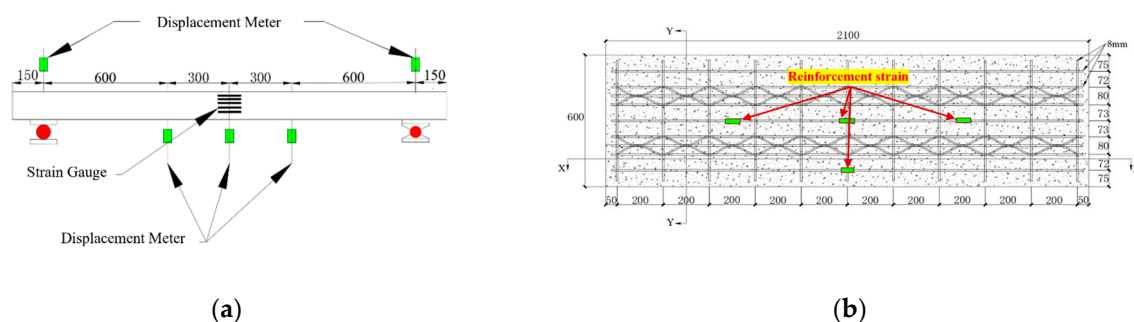 Displacement Meter
150 600 300 300 600 150
Strain Gauge
Displacement Meter
(a)
Y
2100
8mm
Reinforcement strain
600
75
72
80
73
73
80
72
75
X
50 200 200 200 200 200 200 200 200 200 200 50
Y
(b)